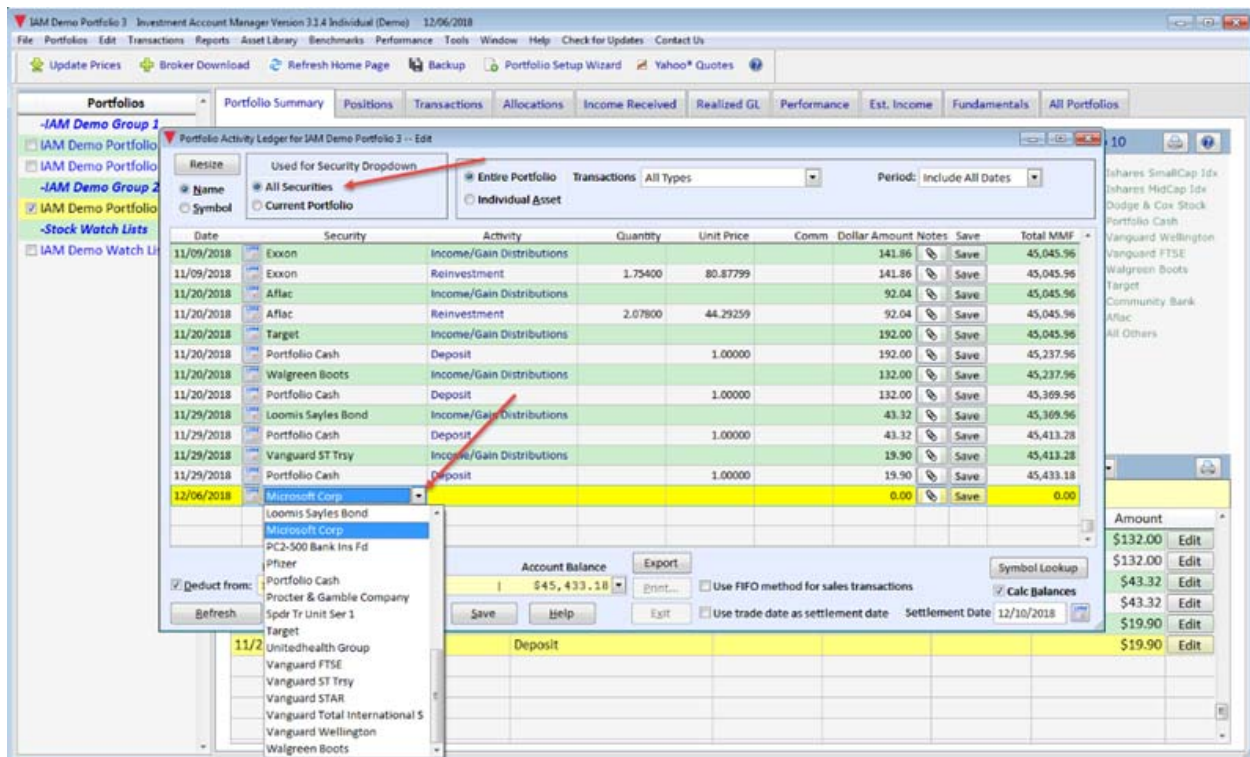 IAM Demo Portfolio 3 Investment Account Manager Version 3.2.4 Individual (Demo) 12/06/2018
File Portfolios Edit Transactions Reports Asset Library Benchmarks Performance Tools Window Help Check for Updates Contact Us
Update Prices Broker Download Refresh Home Page Backup Portfolio Setup Wizard Yahoo* Quotes
Portfolios
-IAM Demo Group 1
IAM Demo Portfolio
IAM Demo Portfolio
-IAM Demo Group 2
IAM Demo Portfolio
-Stock Watch Lists
IAM Demo Watch Li
Portfolio Summary Positions Transactions Allocations Income Received Realized GL Performance Est. Income Fundamentals All Portfolios
Portfolio Activity Ledger for IAM Demo Portfolio 3 -- Edit
Resize
Name
Symbol
Used for Security Dropdown
All Securities
Current Portfolio
Entire Portfolio
Individual Asset
Transactions All Types
Period: Include All Dates
Date Security Activity Quantity Unit Price Comm Dollar Amount Notes Save Total MMF
11/09/2018 Exxon Income/Gain Distributions 141.86 Save 45,045.96
11/09/2018 Exxon Reinvestment 1.75400 80.87799 141.86 Save 45,045.96
11/20/2018 Aflac Income/Gain Distributions 92.04 Save 45,045.96
11/20/2018 Aflac Reinvestment 2.07800 44.29259 92.04 Save 45,045.96
11/20/2018 Target Income/Gain Distributions 192.00 Save 45,045.96
11/20/2018 Portfolio Cash Deposit 1.00000 192.00 Save 45,237.96
11/20/2018 Walgreen Boots Income/Gain Distributions 132.00 Save 45,237.96
11/20/2018 Portfolio Cash Deposit 1.00000 132.00 Save 45,369.96
11/29/2018 Loomis Sayles Bond Income/Gain Distributions 43.32 Save 45,369.96
11/29/2018 Portfolio Cash Deposit 1.00000 43.32 Save 45,413.28
11/29/2018 Vanguard ST Trsy Income/Gain Distributions 19.90 Save 45,413.28
11/29/2018 Portfolio Cash Deposit 1.00000 19.90 Save 45,433.18
12/06/2018 Microsoft Corp 0.00 Save 0.00
Loomis Sayles Bond
Microsoft Corp
PC2-500 Bank Ins Fd
Pfizer
Portfolio Cash
Procter & Gamble Company
Spdr Tr Unit Ser 1
Target
Unitedhealth Group
Vanguard FTSE
Vanguard ST Trsy
Vanguard STAR
Vanguard Total International S
Vanguard Wellington
Walgreen Boots
Deduct from:
Account Balance
$45,433.18
Export
Print...
Use FIFO method for sales transactions
Symbol Lookup
Calc Balances
Refresh
Save
Help
Exit
Use trade date as settlement date
Settlement Date 12/10/2018
10
Ishares SmallCap Idx
Ishares MidCap Idx
Dodge & Cox Stock
Portfolio Cash
Vanguard Wellington
Vanguard FTSE
Walgreen Boots
Target
Community Bank
Aflac
All Others
Amount
$132.00 Edit
$132.00 Edit
$43.32 Edit
$43.32 Edit
$19.90 Edit
11/2 Deposit $19.90 Edit